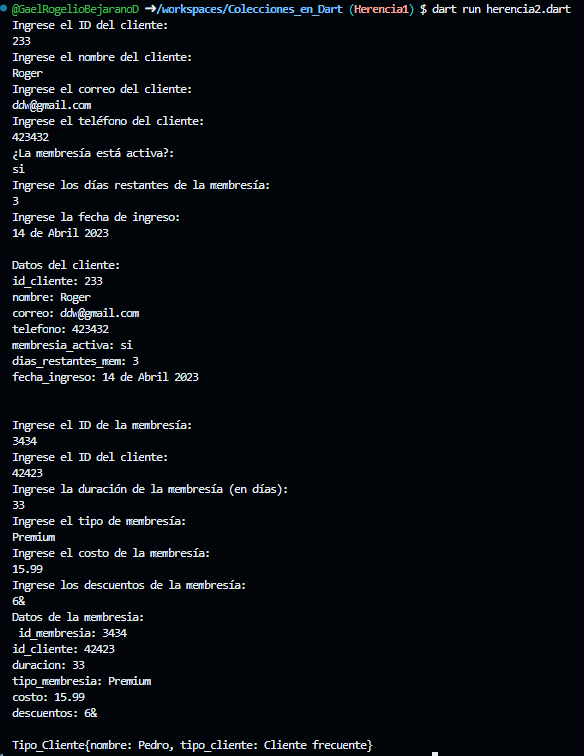 @GaelRogelioBejaranoD ➜/workspaces/Colecciones_en_Dart (Herencia1) $ dart run herencia2.dart
Ingrese el ID del cliente:
233
Ingrese el nombre del cliente:
Roger
Ingrese el correo del cliente:
ddw@gmail.com
Ingrese el teléfono del cliente:
423432
¿La membresía está activa?:
si
Ingrese los días restantes de la membresía:
3
Ingrese la fecha de ingreso:
14 de Abril 2023
Datos del cliente:
id_cliente: 233
nombre: Roger
correo: ddw@gmail.com
telefono: 423432
membresia_activa: si
dias_restantes_mem: 3
fecha_ingreso: 14 de Abril 2023
Ingrese el ID de la membresía:
3434
Ingrese el ID del cliente:
42423
Ingrese la duración de la membresía (en días):
33
Ingrese el tipo de membresía:
Premium
Ingrese el costo de la membresía:
15.99
Ingrese los descuentos de la membresía:
6&
Datos de la membresia:
id_membresia: 3434
id_cliente: 42423
duracion: 33
tipo_membresia: Premium
costo: 15.99
descuentos: 6&
Tipo_Cliente{nombre: Pedro, tipo_cliente: Cliente frecuente}